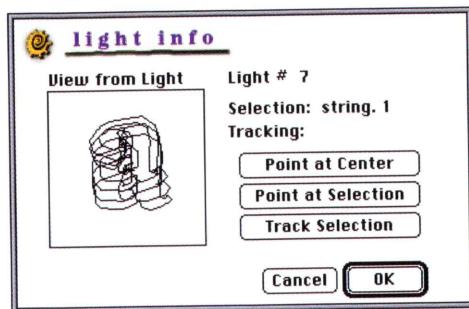 light info
View from Light
Light # 7
Selection: string. 1
Tracking:
Point at Center
Point at Selection
Track Selection
Cancel
OK